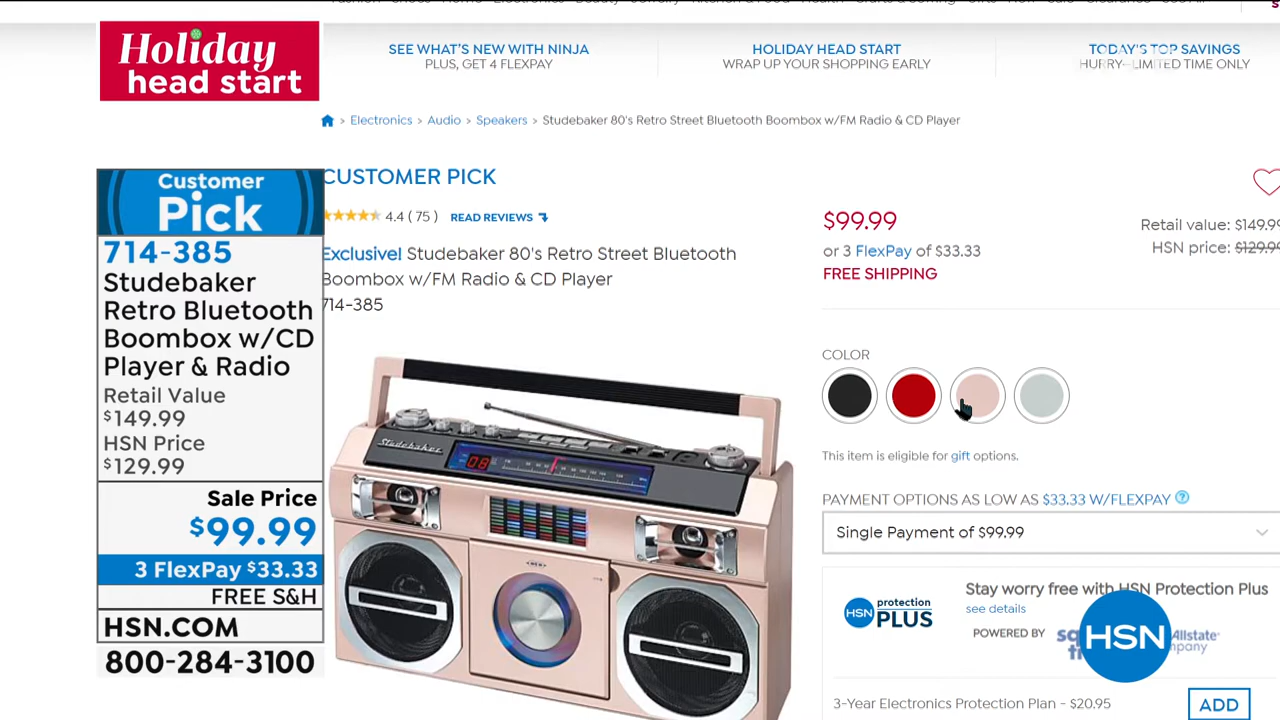 Holiday
head start
SEE WHAT'S NEW WITH NINJA
PLUS, GET 4 FLEXPAY
HOLIDAY HEAD START
WRAP UP YOUR SHOPPING EARLY
TODAY'S TOP SAVINGS
HURRY–LIMITED TIME ONLY
> Electronics > Audio > Speakers > Studebaker 80's Retro Street Bluetooth Boombox w/FM Radio & CD Player
Customer
Pick
714-385
Studebaker
Retro Bluetooth
Boombox w/CD
Player & Radio
Retail Value
$149.99
HSN Price
$129.99
Sale Price
$99.99
3 FlexPay $33.33
FREE S&H
HSN.COM
800-284-3100
CUSTOMER PICK
4.4 ( 75 ) READ REVIEWS
Exclusive! Studebaker 80's Retro Street Bluetooth
Boombox w/FM Radio & CD Player
714-385
Studebaker
08
$99.99
or 3 FlexPay of $33.33
FREE SHIPPING
Retail value: $149.99
HSN price: $129.99
COLOR
This item is eligible for gift options.
PAYMENT OPTIONS AS LOW AS $33.33 W/FLEXPAY ?
Single Payment of $99.99
HSN protection
PLUS
Stay worry free with HSN Protection Plus
see details
POWERED BY
Allstate
HSN
3-Year Electronics Protection Plan - $20.95
ADD